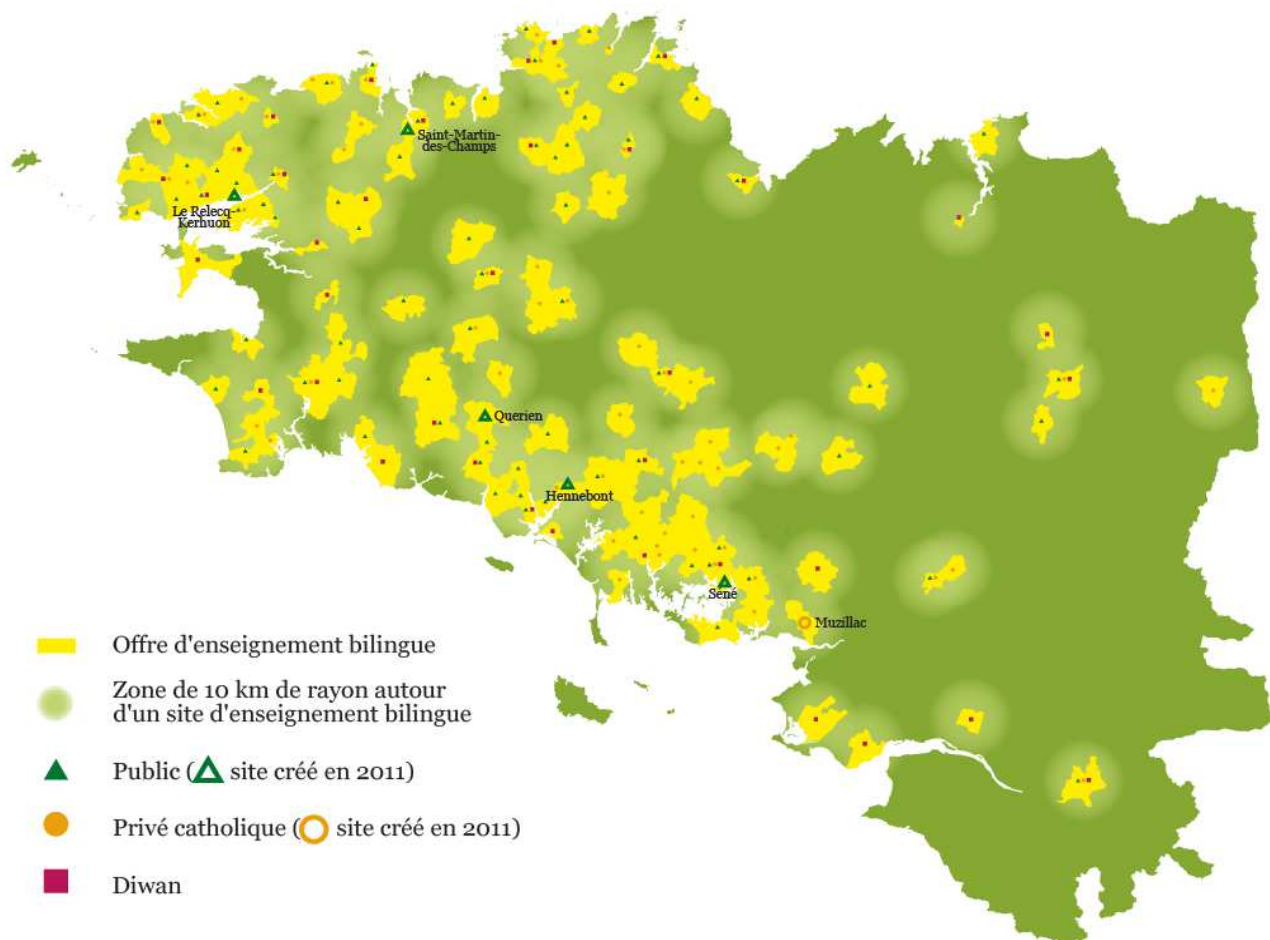 Saint-Martin-
des-Champs
Le Relecq-
Kerhuon
Querien
Hennebont
Sené
Muzillac
Offre d'enseignement bilingue
Zone de 10 km de rayon autour
d'un site d'enseignement bilingue
Public ( site créé en 2011)
Privé catholique ( site créé en 2011)
Diwan